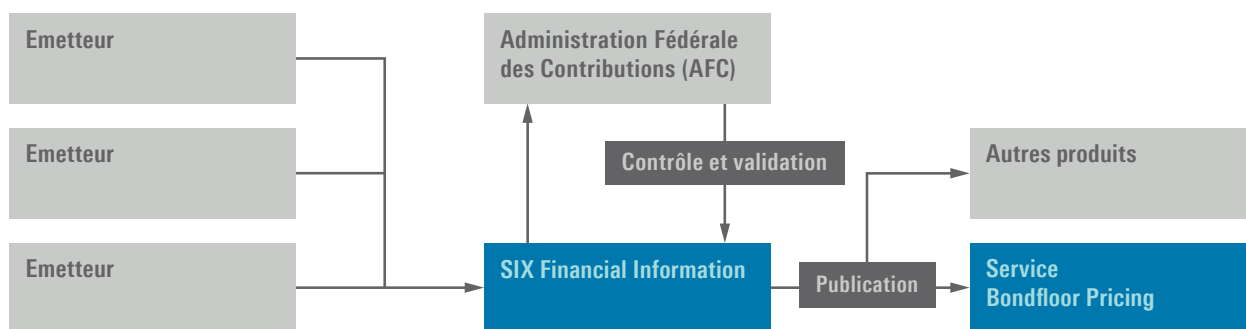 Emetteur
Administration Fédérale
des Contributions (AFC)
Emetteur
Contrôle et validation
Autres produits
Emetteur
SIX Financial Information
Publication
Service
Bondfloor Pricing